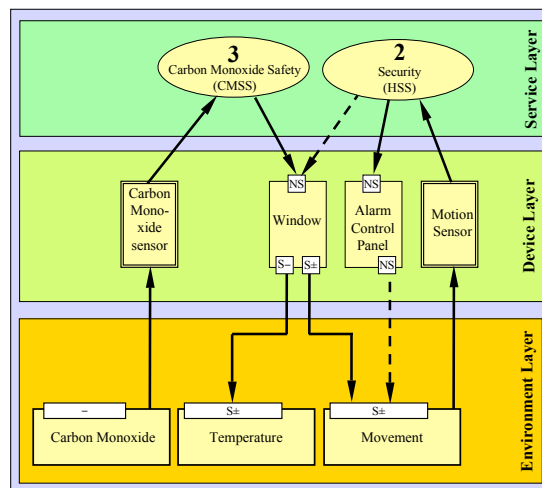 3
Carbon Monoxide Safety
(CMSS)
2
Security
(HSS)
Service Layer
Carbon
Mono-
xide
sensor
NS
Window
S−
S±
NS
Alarm
Control
Panel
NS
Motion
Sensor
Device Layer
−
Carbon Monoxide
S±
Temperature
S±
Movement
Environment Layer